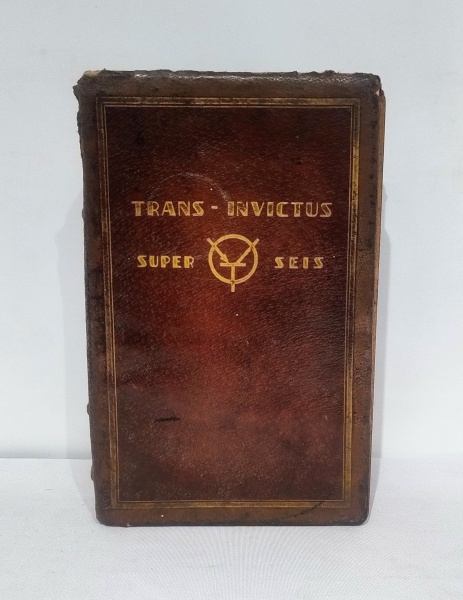 TRANS - INVICTUS
SUPER SEIS